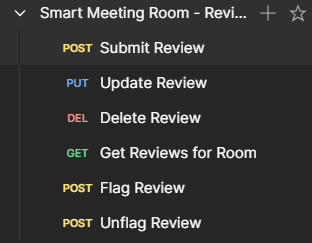 Smart Meeting Room - Revi...
POST Submit Review
PUT Update Review
DEL Delete Review
GET Get Reviews for Room
POST Flag Review
POST Unflag Review